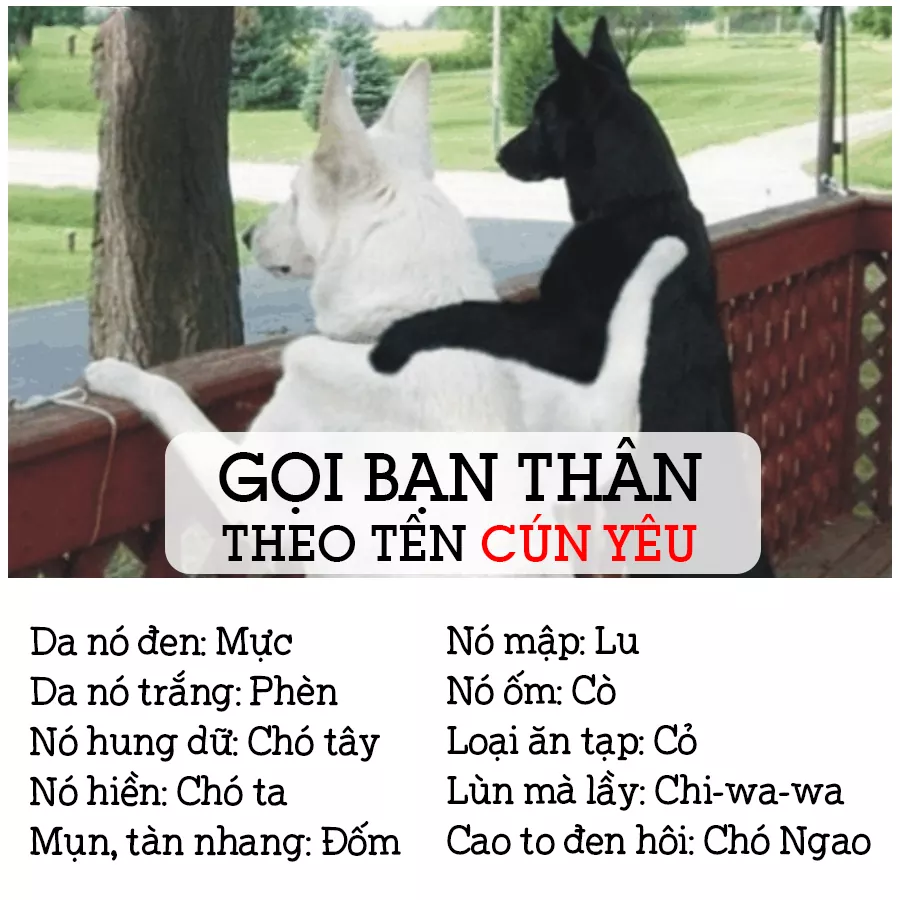 GỌI BẠN THÂN
THEO TÊN CÚN YÊU
Da nó đen: Mực
Da nó trắng: Phèn
Nó hung dữ: Chó tây
Nó hiền: Chó ta
Mụn, tàn nhang: Đốm
Nó mập: Lu
Nó ốm: Cò
Loại ăn tạp: Cỏ
Lùn mà lầy: Chi-wa-wa
Cao to đen hôi: Chó Ngao